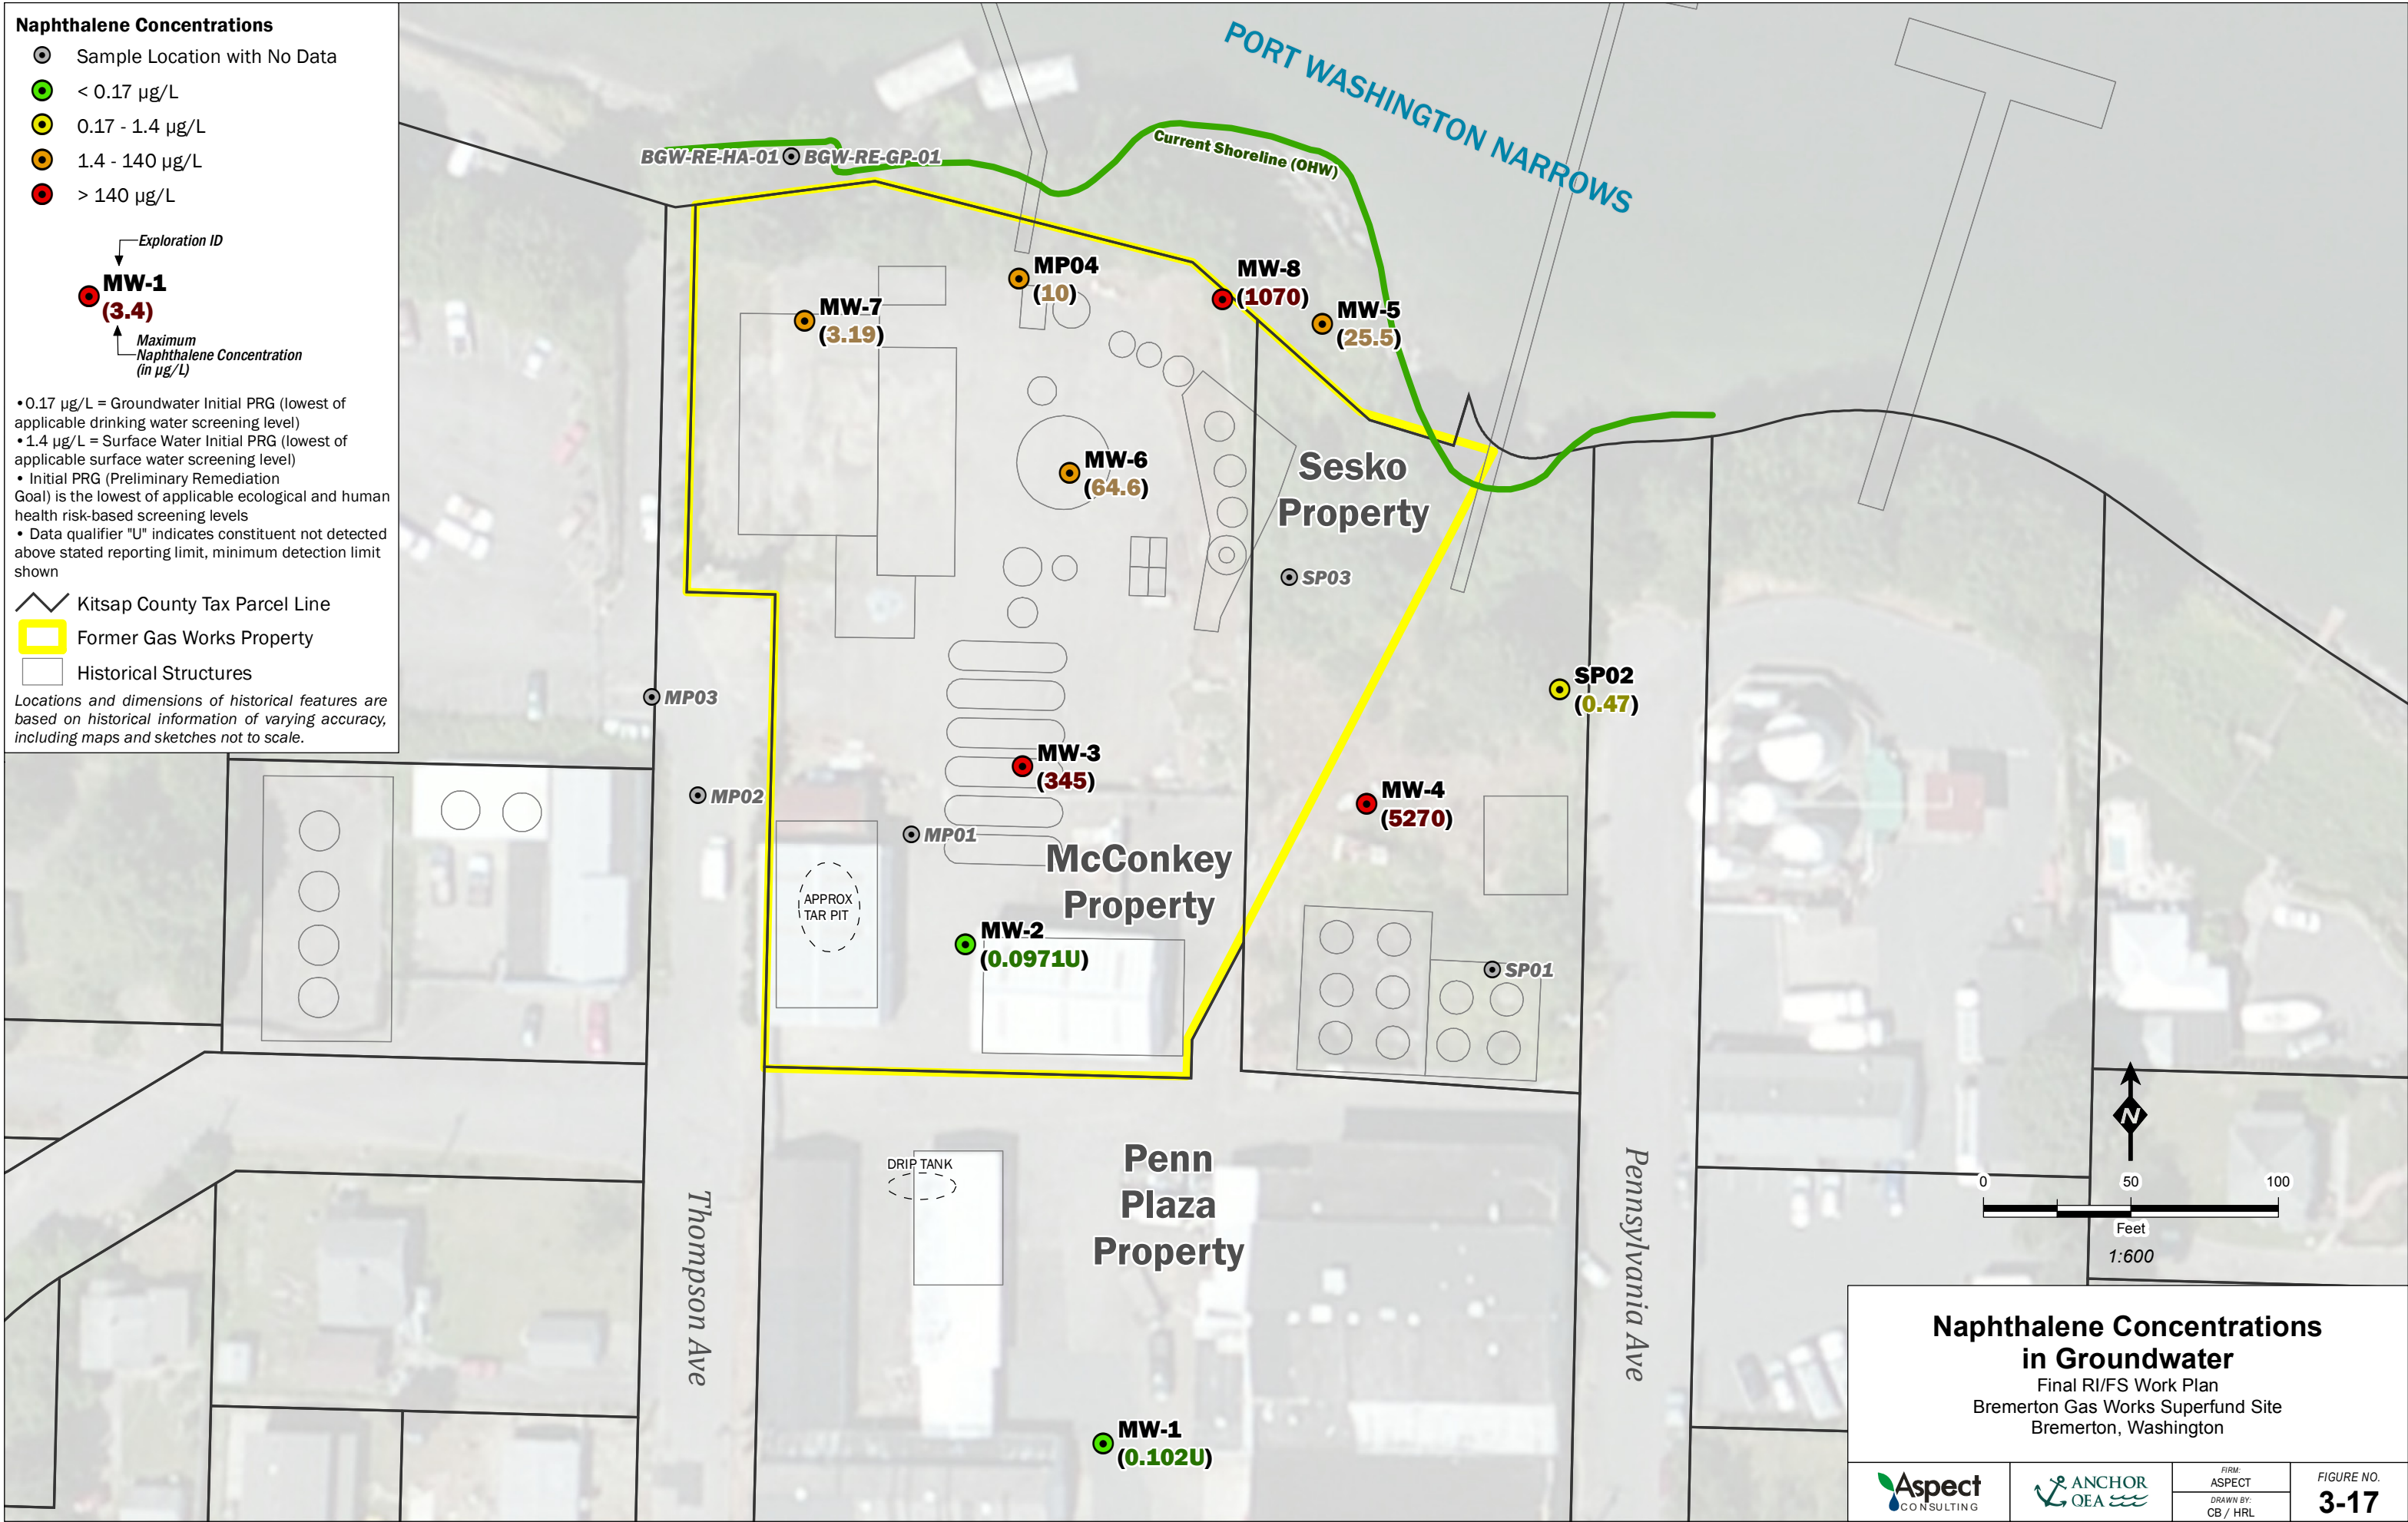 Naphthalene Concentrations
Sample Location with No Data
< 0.17 µg/L
0.17 - 1.4 µg/L
1.4 - 140 µg/L
> 140 µg/L
Exploration ID
MW-1
(3.4)
Maximum
Naphthalene Concentration
(in µg/L)
•0.17 µg/L = Groundwater Initial PRG (lowest of
applicable drinking water screening level)
•1.4 µg/L = Surface Water Initial PRG (lowest of
applicable surface water screening level)
• Initial PRG (Preliminary Remediation
Goal) is the lowest of applicable ecological and human
health risk-based screening levels
• Data qualifier "U" indicates constituent not detected
above stated reporting limit, minimum detection limit
shown
Kitsap County Tax Parcel Line
Former Gas Works Property
Historical Structures
Locations and dimensions of historical features are
based on historical information of varying accuracy,
including maps and sketches not to scale.
PORT WASHINGTON NARROWS
Current Shoreline (OHW)
BGW-RE-HA-01
BGW-RE-GP-01
MP04
(10)
MW-8
(1070)
MW-7
(3.19)
MW-5
(25.5)
MW-6
(64.6)
Sesko
Property
SP03
MP03
SP02
(0.47)
MW-3
(345)
MP02
MW-4
(5270)
MP01
McConkey
Property
APPROX
TAR PIT
MW-2
(0.0971U)
SP01
DRIP TANK
Penn
Plaza
Property
Thompson Ave
Pennsylvania Ave
MW-1
(0.102U)
N
0 50 100
Feet
1:600
Naphthalene Concentrations
in Groundwater
Final RI/FS Work Plan
Bremerton Gas Works Superfund Site
Bremerton, Washington
Aspect
CONSULTING
ANCHOR
QEA
FIRM:
ASPECT
DRAWN BY:
CB / HRL
FIGURE NO.
3-17